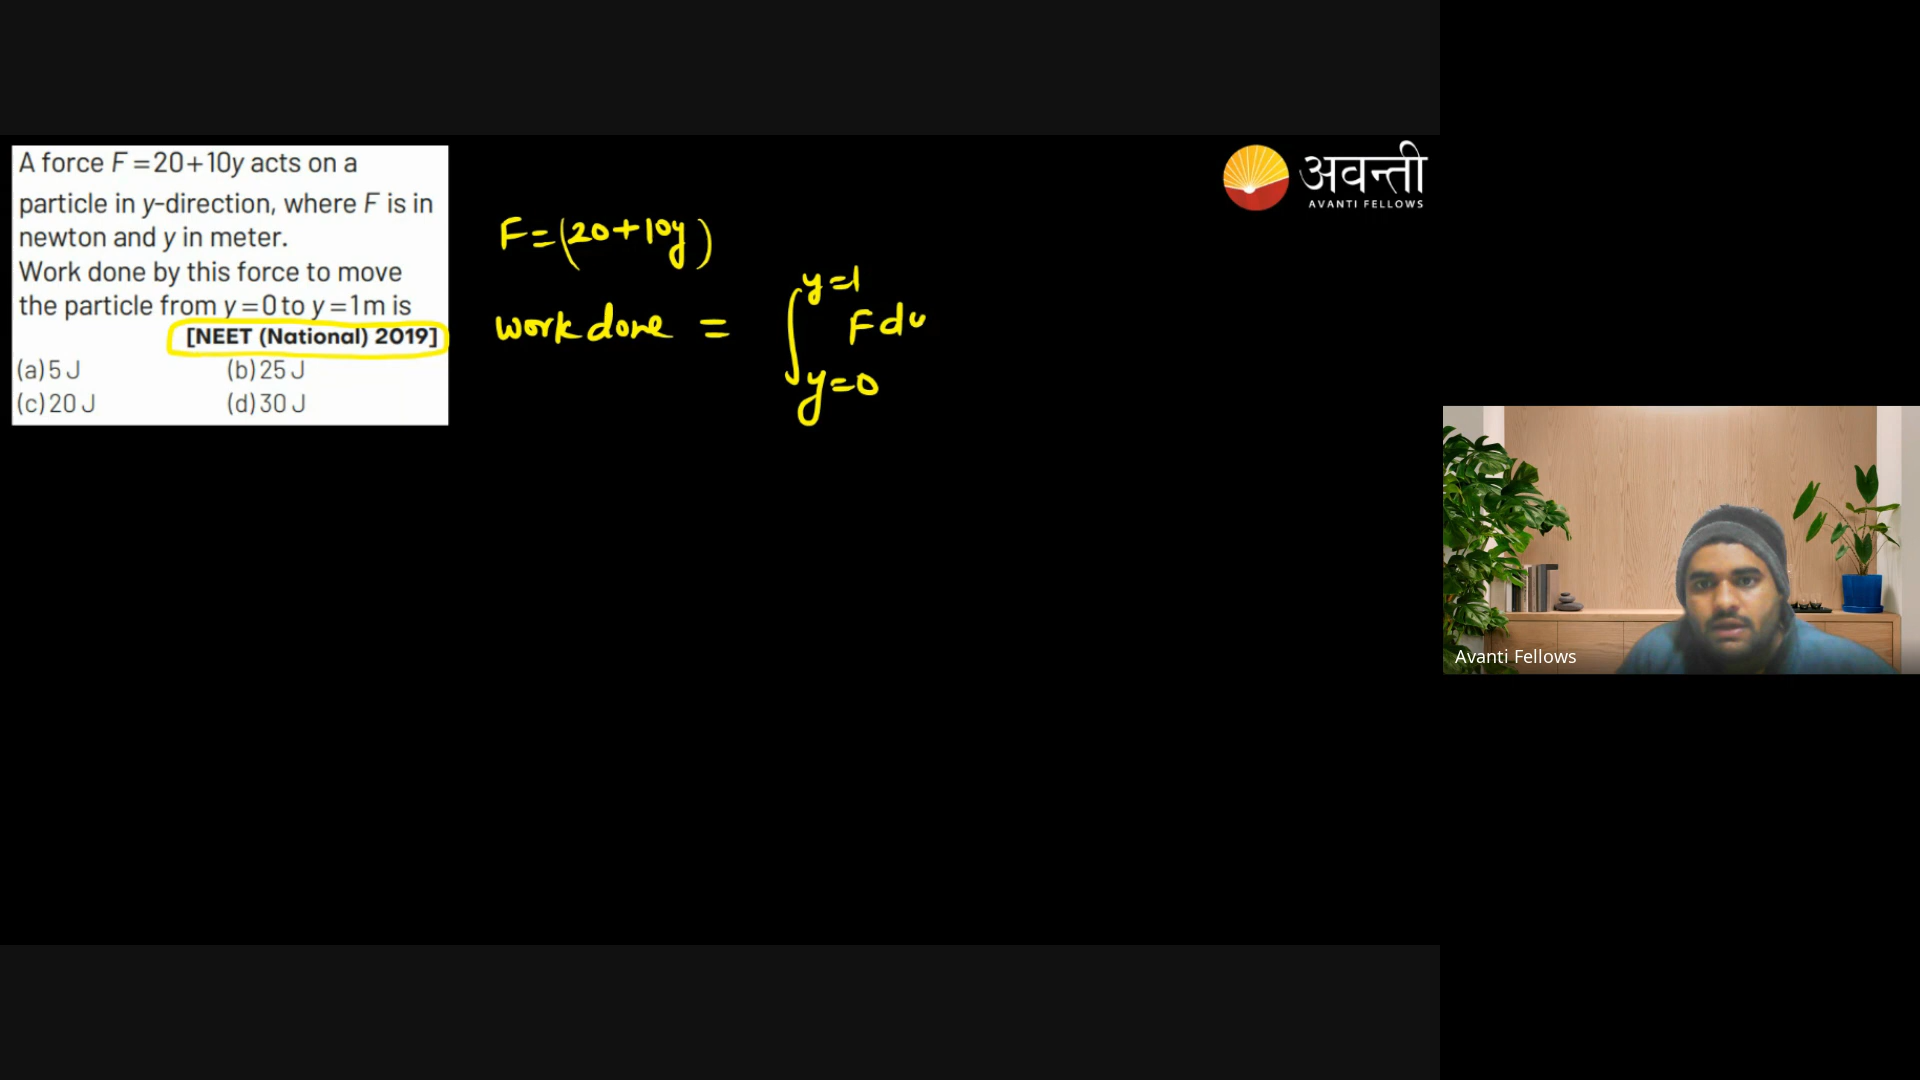 A force F=20+10y acts on a
particle in y-direction, where F is in
newton and y in meter.
Work done by this force to move
the particle from y=0 to y=1m is
[NEET (National) 2019]
(a) 5 J (b) 25 J
(c) 20 J (d) 30 J
F=(20+10y)
work done = ∫ F d
y=1
y=0
अवन्ती
AVANTI FELLOWS
Avanti Fellows